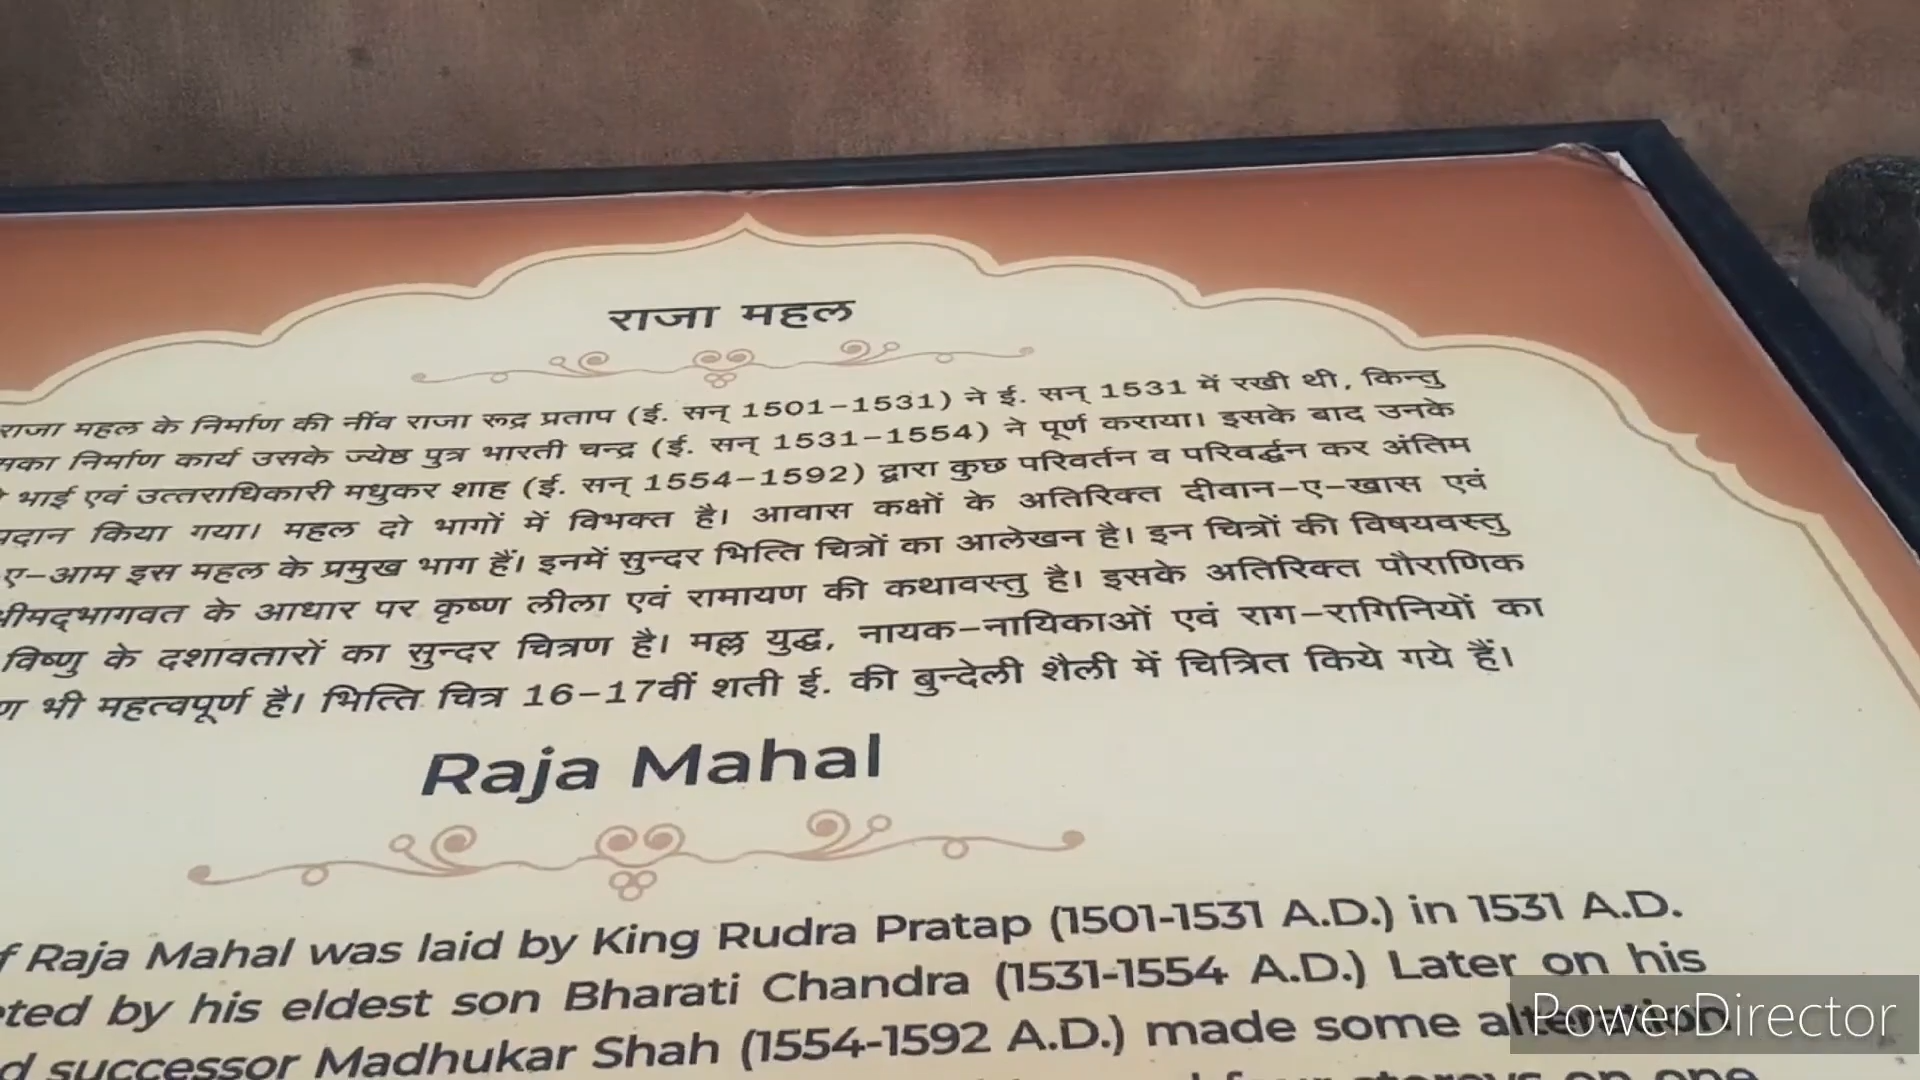 राजा महल
राजा महल के निर्माण की नींव राजा रूद्र प्रताप (ई. सन् 1501–1531) ने ई. सन् 1531 में रखी थी, किन्तु
निर्माण कार्य उसके ज्येष्ठ पुत्र भारती चन्द्र (ई. सन् 1531–1554) ने पूर्ण कराया। इसके बाद उनके
भाई एवं उत्तराधिकारी मधुकर शाह (ई. सन् 1554–1592) द्वारा कुछ परिवर्तन व परिवर्द्धन कर अंतिम
किया गया। महल दो भागों में विभक्त है। आवास कक्षों के अतिरिक्त दीवान–ए–खास एवं
ए–आम इस महल के प्रमुख भाग हैं। इनमें सुन्दर भित्ति चित्रों का आलेखन है। इन चित्रों की विषयवस्तु
के आधार पर कृष्ण लीला एवं रामायण की कथावस्तु है। इसके अतिरिक्त पौराणिक
विष्णु के दशावतारों का सुन्दर चित्रण है। मल्ल युद्ध, नायक–नायिकाओं एवं राग–रागिनियों का
भी महत्वपूर्ण है। भित्ति चित्र 16–17वीं शती ई. की बुन्देली शैली में चित्रित किये गये हैं।
Raja Mahal
Raja Mahal was laid by King Rudra Pratap (1501-1531 A.D.) in 1531 A.D.
by his eldest son Bharati Chandra (1531-1554 A.D.) Later on his
successor Madhukar Shah (1554-1592 A.D.) made some alteration
PowerDirector